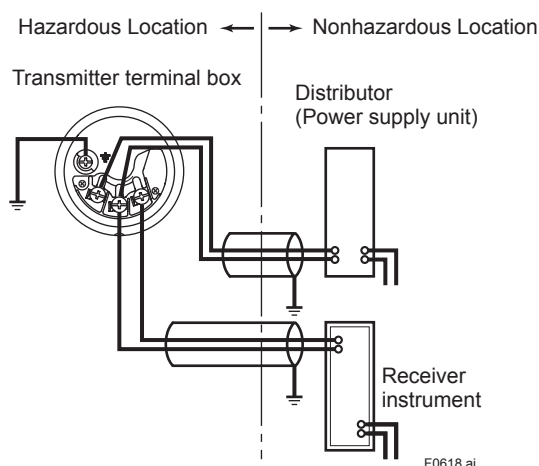 Hazardous Location
Nonhazardous Location
Transmitter terminal box
Distributor
(Power supply unit)
Receiver
instrument
F0618.ai